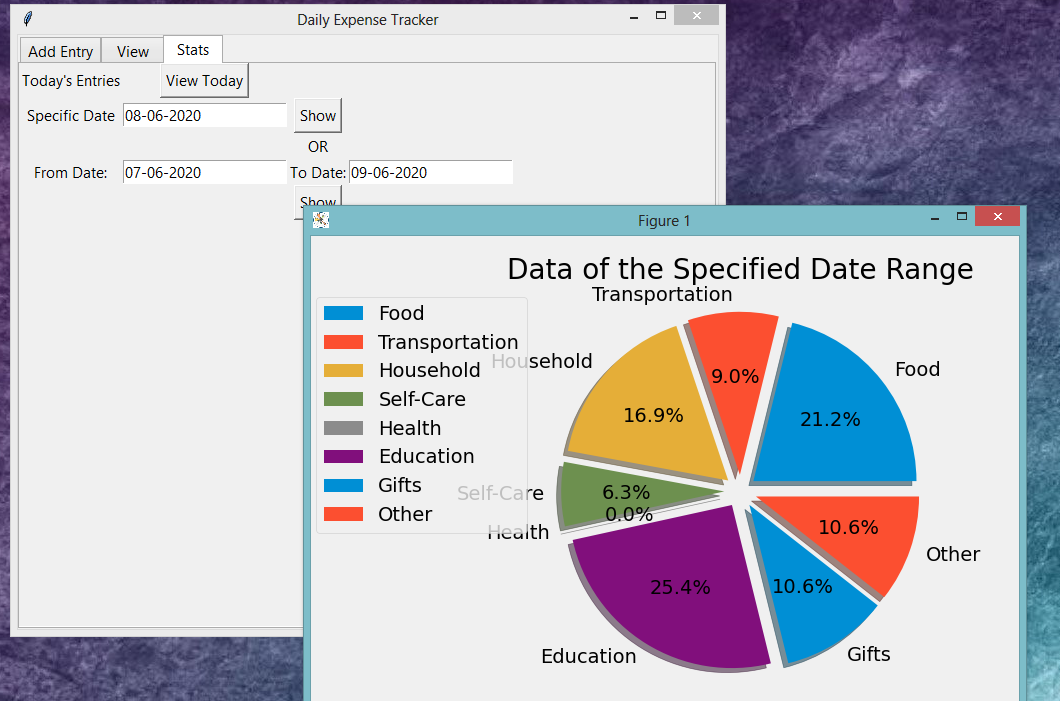 Daily Expense Tracker
Add Entry View Stats
Today's Entries View Today
Specific Date 08-06-2020 Show
OR
From Date: 07-06-2020 To Date: 09-06-2020
Show
Figure 1
Data of the Specified Date Range
Food
Transportation
Household
Self-Care
Health
Education
Gifts
Other
Transportation
9.0%
Household
16.9%
Food
21.2%
Self-Care
6.3%
Health
0.0%
Other
10.6%
Education
25.4%
Gifts
10.6%